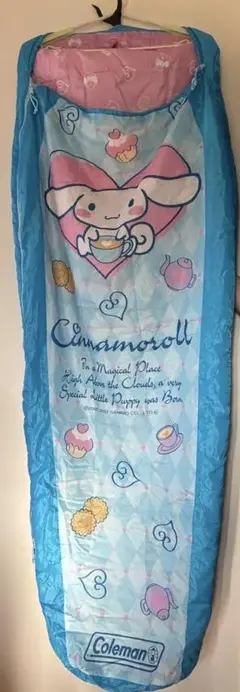 Cinnamoroll
In a Magical Place
High Above the Clouds, a very
Special Little Puppy was Born.
Coleman